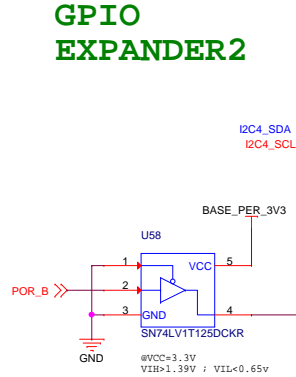 GPIO
EXPANDER2
I2C4_SDA
I2C4_SCL
BASE_PER_3V3
U58
1
VCC
5
POR_B
2
3
GND
4
SN74LV1T125DCKR
GND
@VCC=3.3V
VIH>1.39V ; VIL<0.65v